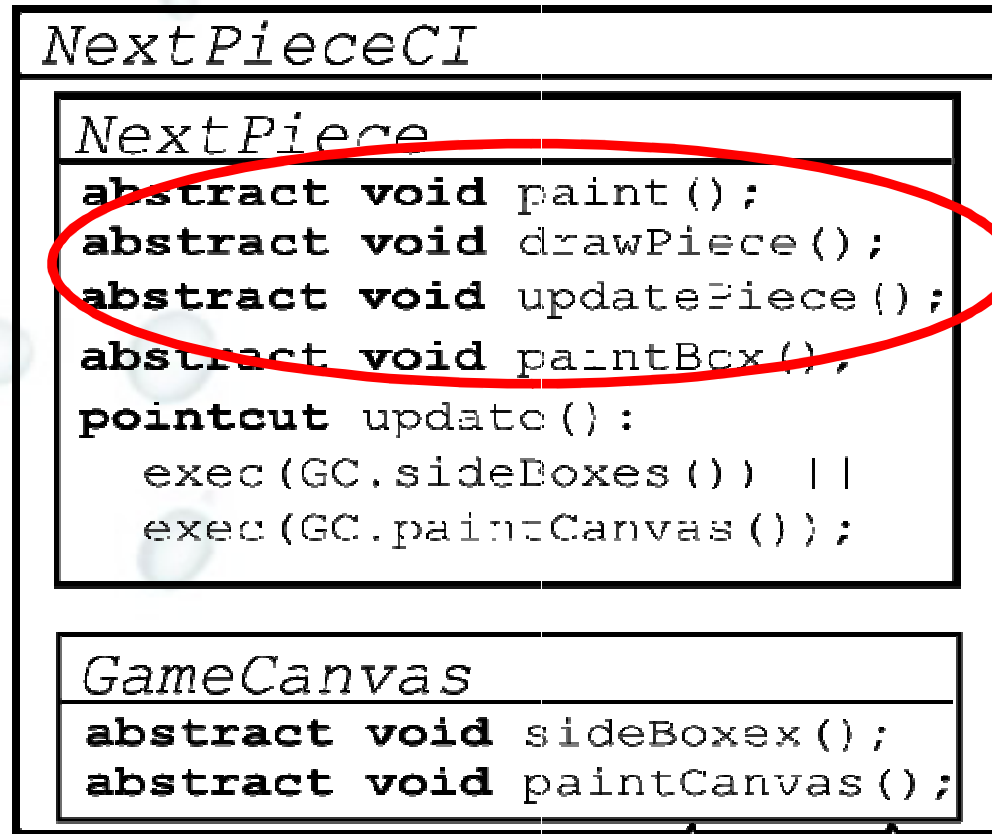 NextPieceCI
NextPiece
abstract void paint();
abstract void drawPiece();
abstract void updatePiece();
abstract void paintBox();
pointcut update():
exec(GC.sideBoxes()) ||
exec(GC.paintCanvas());
GameCanvas
abstract void sideBoxex();
abstract void paintCanvas();